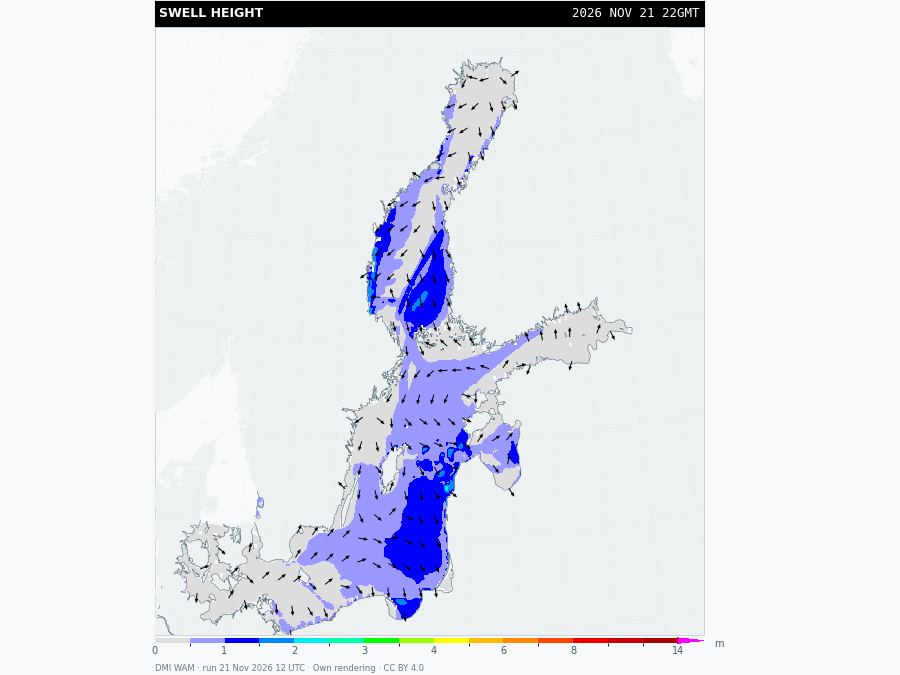 SWELL HEIGHT 2026 NOV 21 22GMT
0 1 2 3 4 6 8 14 m
DMI WAM · run 21 Nov 2026 12 UTC · Own rendering · CC BY 4.0